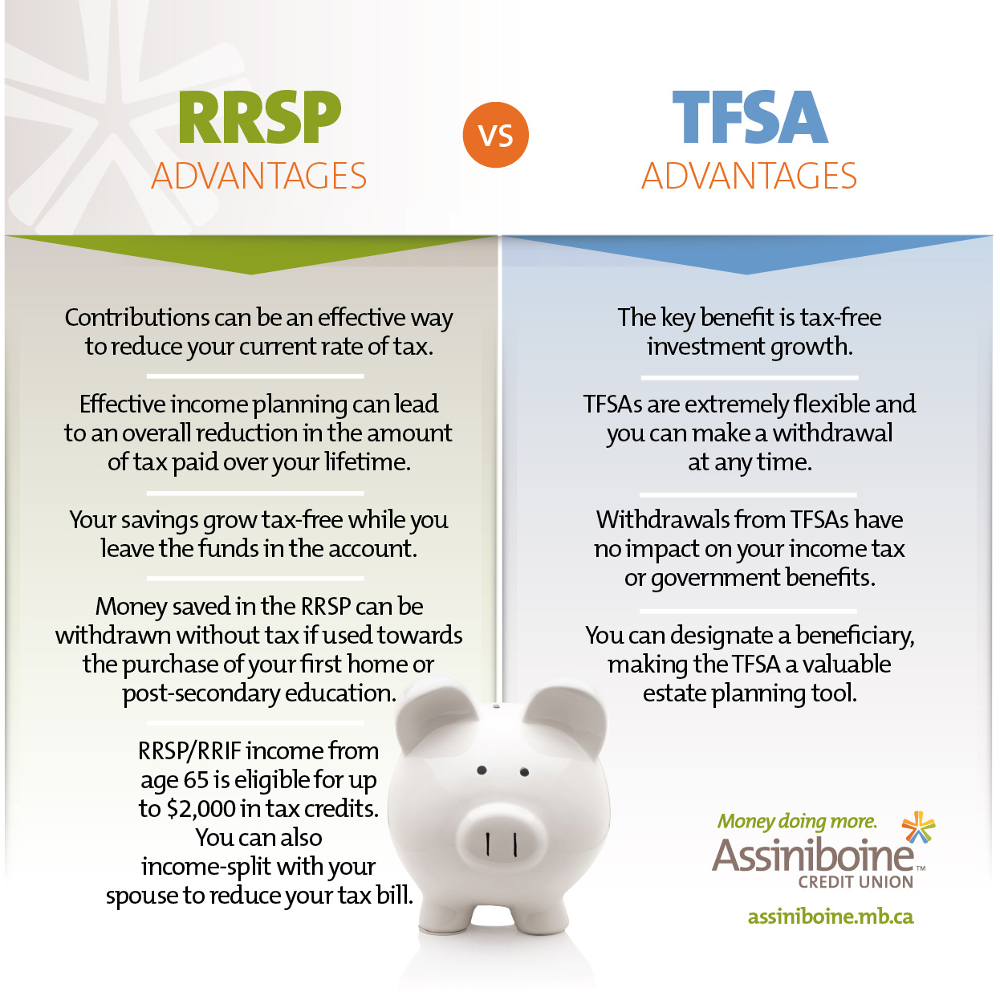 RRSP
ADVANTAGES
VS
TFSA
ADVANTAGES
Contributions can be an effective way
to reduce your current rate of tax.
Effective income planning can lead
to an overall reduction in the amount
of tax paid over your lifetime.
Your savings grow tax-free while you
leave the funds in the account.
Money saved in the RRSP can be
withdrawn without tax if used towards
the purchase of your first home or
post-secondary education.
RRSP/RRIF income from
age 65 is eligible for up
to $2,000 in tax credits.
You can also
income-split with your
spouse to reduce your tax bill.
The key benefit is tax-free
investment growth.
TFSAs are extremely flexible and
you can make a withdrawal
at any time.
Withdrawals from TFSAs have
no impact on your income tax
or government benefits.
You can designate a beneficiary,
making the TFSA a valuable
estate planning tool.
Money doing more.
Assiniboine™
CREDIT UNION
assiniboine.mb.ca